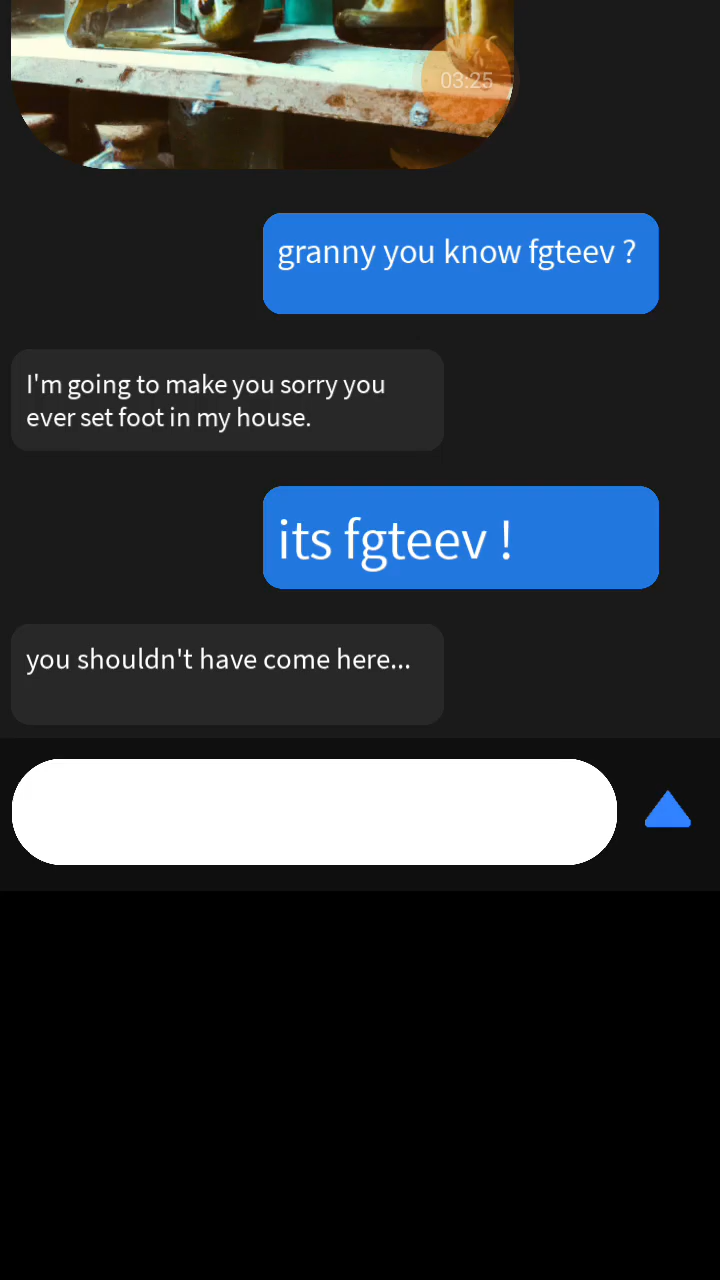 03:25
granny you know fgteev ?
I'm going to make you sorry you
ever set foot in my house.
its fgteev !
you shouldn't have come here...